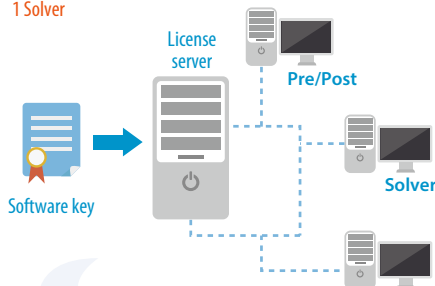 1 Solver
License
server
Pre/Post
Solver
Software key